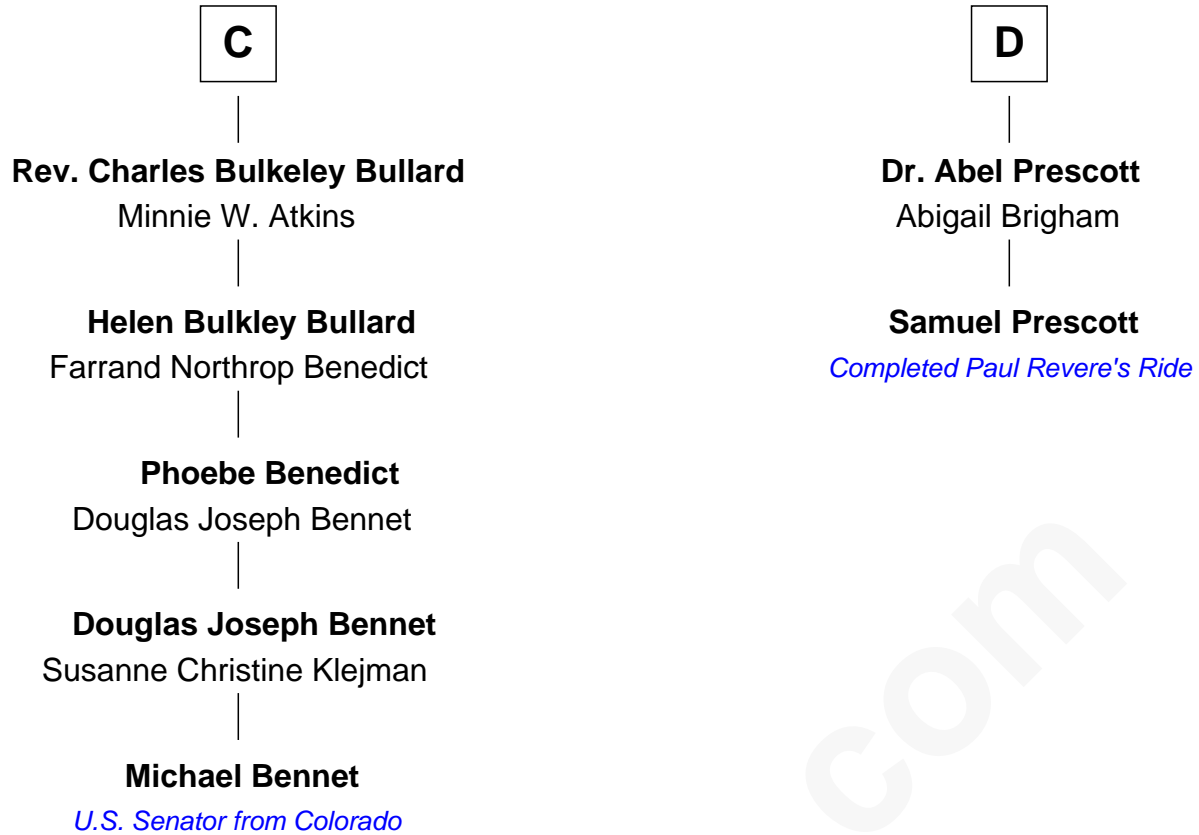 C
Rev. Charles Bulkeley Bullard
Minnie W. Atkins
Helen Bulkley Bullard
Farrand Northrop Benedict
Phoebe Benedict
Douglas Joseph Bennet
Douglas Joseph Bennet
Susanne Christine Klejman
Michael Bennet
U.S. Senator from Colorado
D
Dr. Abel Prescott
Abigail Brigham
Samuel Prescott
Completed Paul Revere's Ride
com